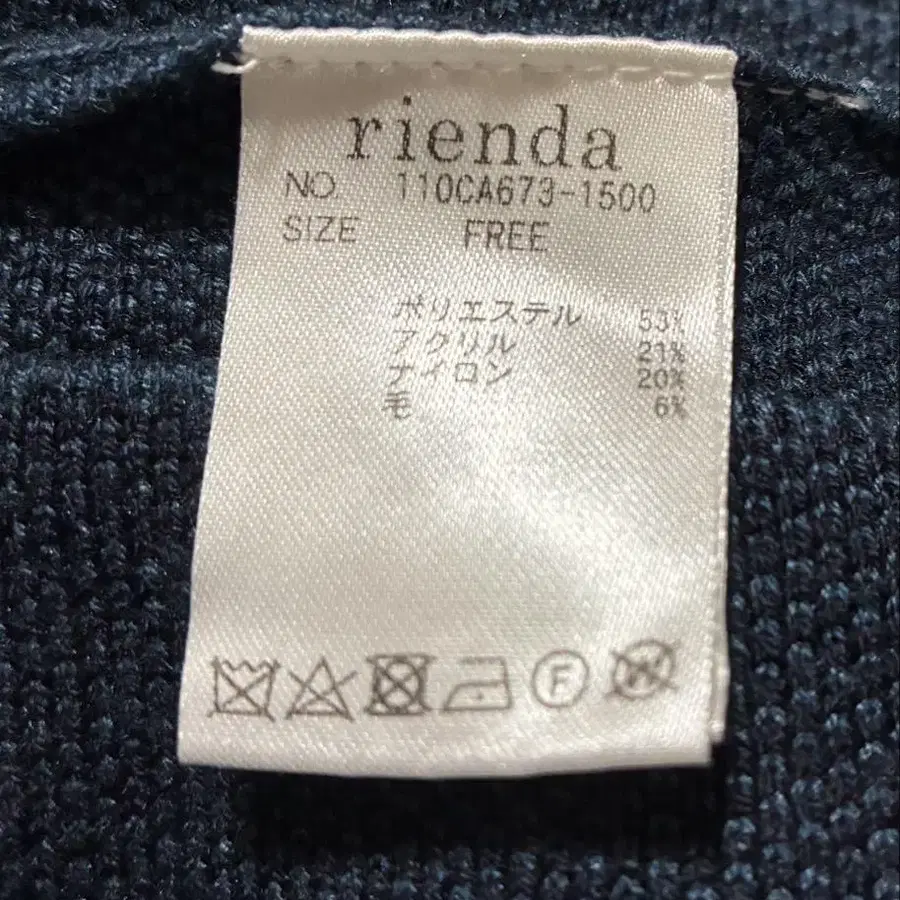 rienda
NO. 110CA673-1500
SIZE FREE
ポリエステル 53%
アクリル 21%
ナイロン 20%
毛 6%
F
W